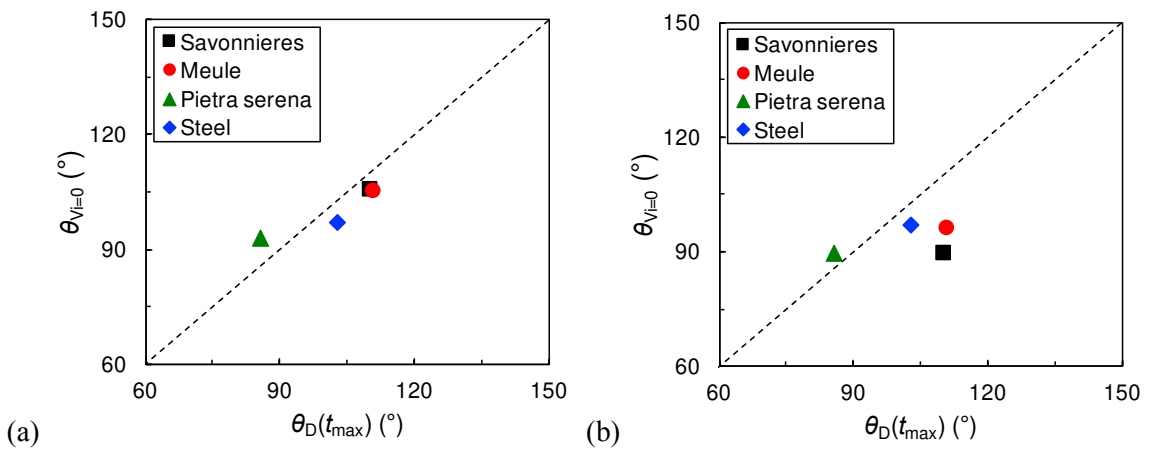 150
120
90
60
θVi=0 (°)
Savonnieres
Meule
Pietra serena
Steel
60 90 120 150
θD(tmax) (°)
(a)
150
120
90
60
θVi=0 (°)
Savonnieres
Meule
Pietra serena
Steel
60 90 120 150
θD(tmax) (°)
(b)